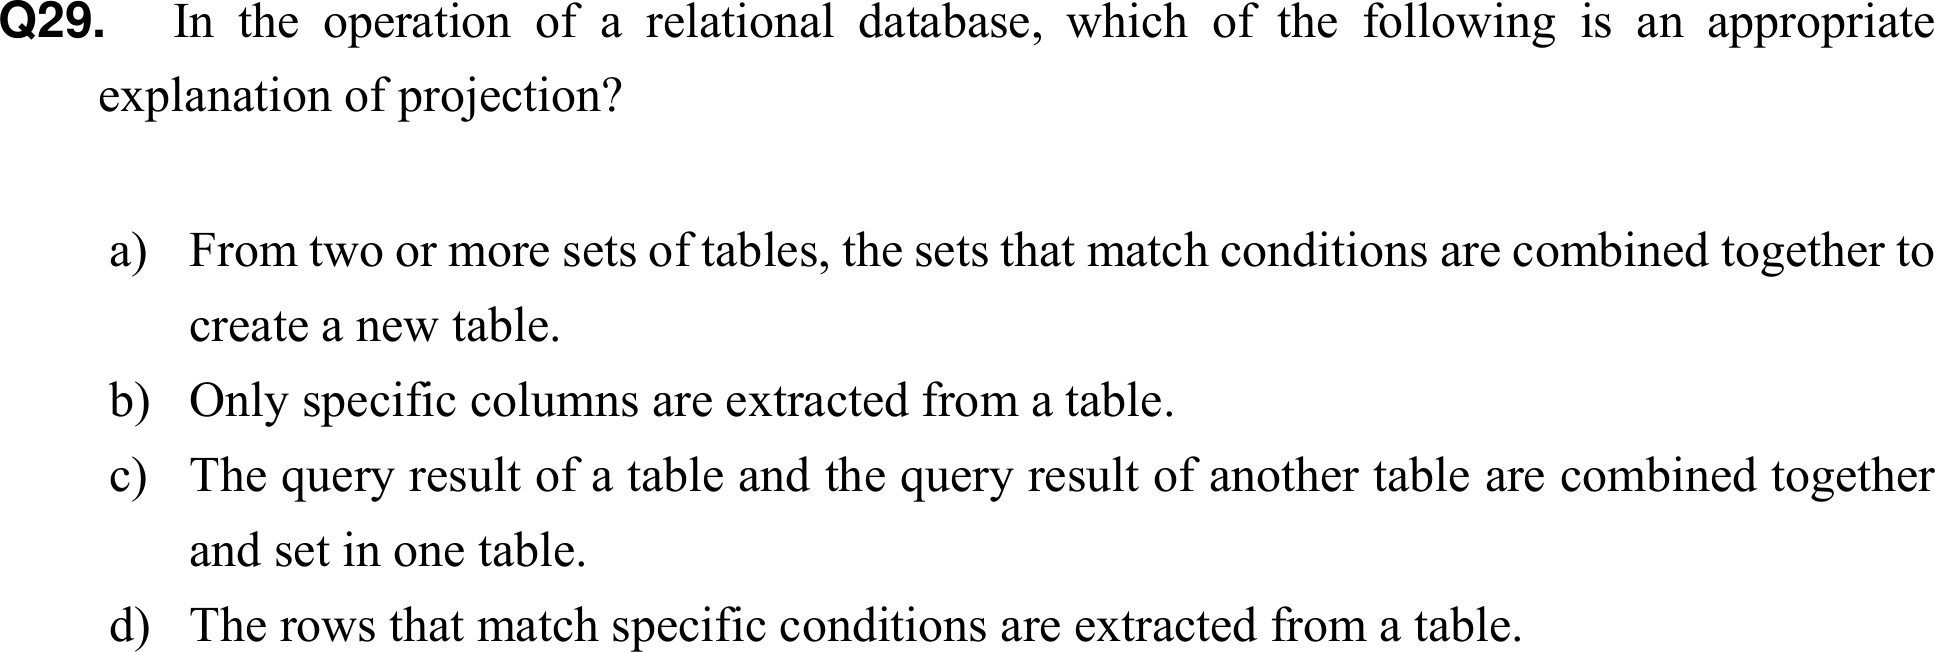 Q29. In the operation of a relational database, which of the following is an appropriate
explanation of projection?
a) From two or more sets of tables, the sets that match conditions are combined together to
create a new table.
b) Only specific columns are extracted from a table.
c) The query result of a table and the query result of another table are combined together
and set in one table.
d) The rows that match specific conditions are extracted from a table.